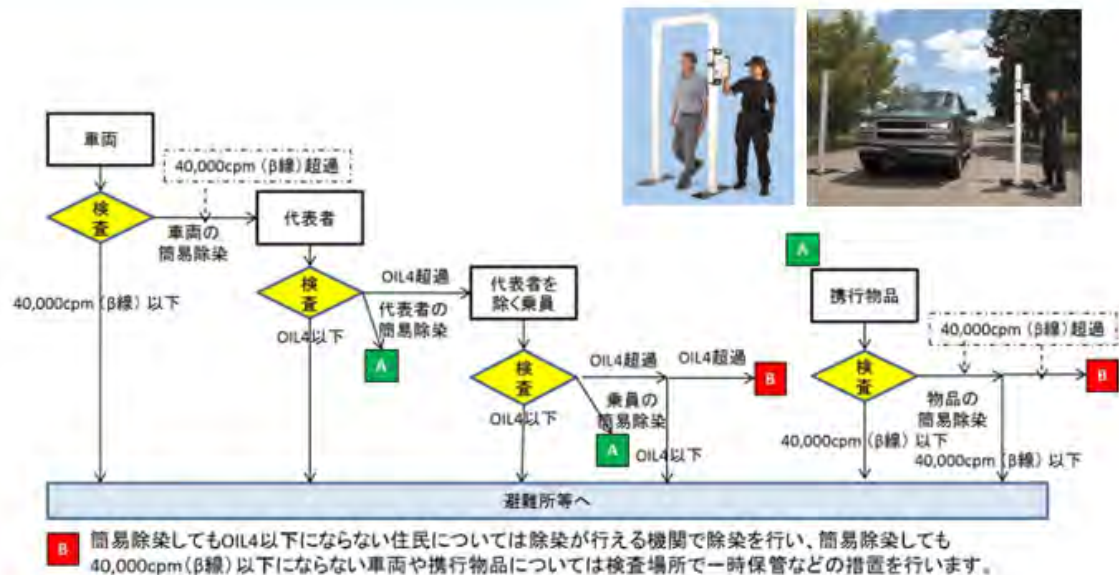 車両
40,000cpm（β線）超過
検
査
車両の
簡易除染
代表者
40,000cpm（β線）以下
検
査
OIL4超過
代表者の
簡易除染
OIL4以下
A
代表者を
除く乗員
検
査
OIL4超過
OIL4超過
B
乗員の
簡易除染
OIL4以下
A
OIL4以下
A
携行物品
40,000cpm（β線）超過
検
査
B
物品の
簡易除染
40,000cpm（β線）以下
40,000cpm（β線）以下
避難所等へ
B 簡易除染してもOIL4以下にならない住民については除染が行える機関で除染を行い、簡易除染しても
40,000cpm（β線）以下にならない車両や携行物品については検査場所で一時保管などの措置を行います。